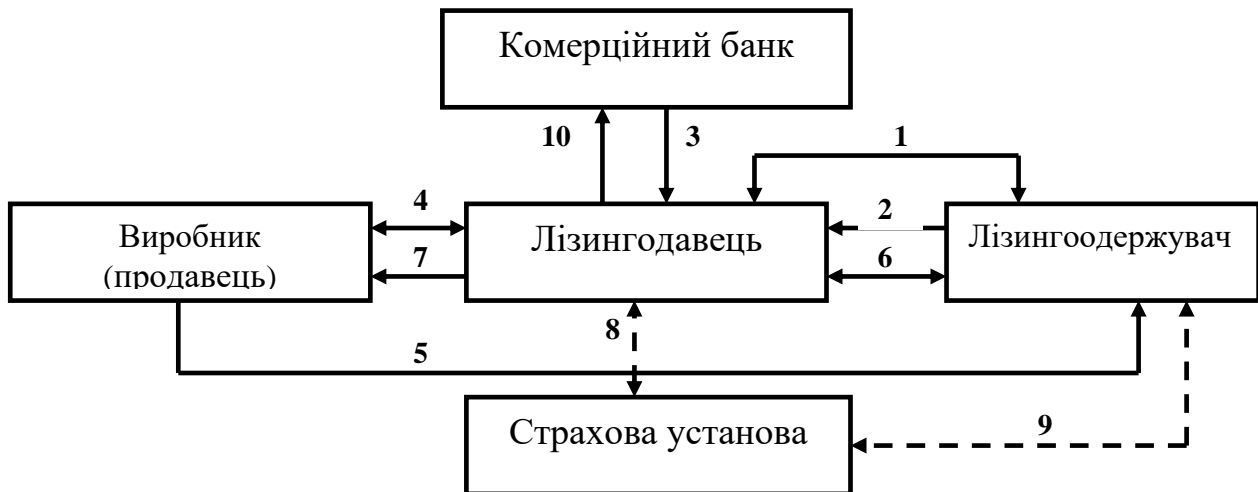 Комерційний банк
10
3
1
4
2
Виробник
(продавець)
Лізингодавець
Лізингоодержувач
7
6
8
5
Страхова установа
9